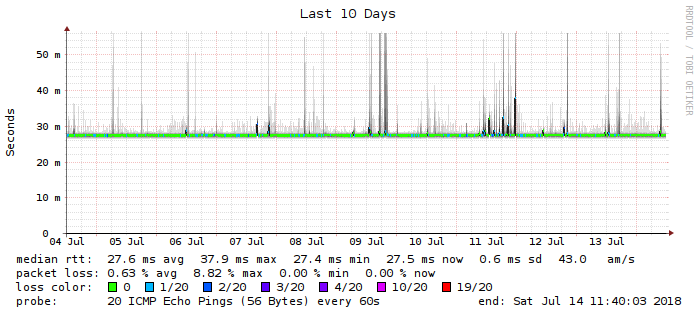 Last 10 Days
RRDTOOL / TOBI OETIKER
Seconds
50 m
40 m
30 m
20 m
10 m
0
04 Jul 05 Jul 06 Jul 07 Jul 08 Jul 09 Jul 10 Jul 11 Jul 12 Jul 13 Jul
median rtt: 27.6 ms avg 37.9 ms max 27.4 ms min 27.5 ms now 0.6 ms sd 43.0 am/s
packet loss: 0.63 % avg 8.82 % max 0.00 % min 0.00 % now
loss color: 0 1/20 2/20 3/20 4/20 10/20 19/20
probe: 20 ICMP Echo Pings (56 Bytes) every 60s end: Sat Jul 14 11:40:03 2018